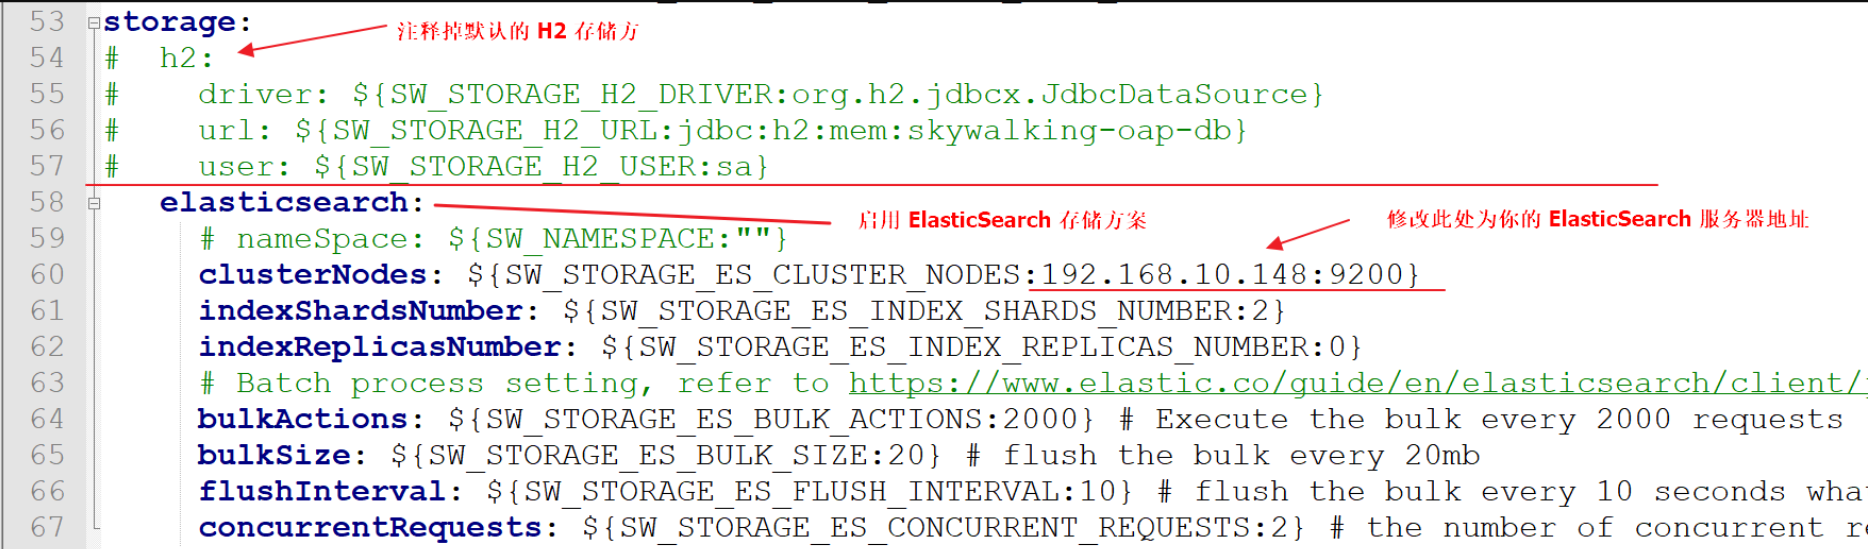 53 storage:
注释掉默认的 H2 存储方
54 # h2:
55 # driver: ${SW_STORAGE_H2_DRIVER:org.h2.jdbcx.JdbcDataSource}
56 # url: ${SW_STORAGE_H2_URL:jdbc:h2:mem:skywalking-oap-db}
57 # user: ${SW_STORAGE_H2_USER:sa}
58 elasticsearch:
启用 ElasticSearch 存储方案
修改此处为你的 ElasticSearch 服务器地址
59 # nameSpace: ${SW_NAMESPACE:""}
60 clusterNodes: ${SW_STORAGE_ES_CLUSTER_NODES:192.168.10.148:9200}
61 indexShardsNumber: ${SW_STORAGE_ES_INDEX_SHARDS_NUMBER:2}
62 indexReplicasNumber: ${SW_STORAGE_ES_INDEX_REPLICAS_NUMBER:0}
63 # Batch process setting, refer to https://www.elastic.co/guide/en/elasticsearch/client/
64 bulkActions: ${SW_STORAGE_ES_BULK_ACTIONS:2000} # Execute the bulk every 2000 requests
65 bulkSize: ${SW_STORAGE_ES_BULK_SIZE:20} # flush the bulk every 20mb
66 flushInterval: ${SW_STORAGE_ES_FLUSH_INTERVAL:10} # flush the bulk every 10 seconds wha
67 concurrentRequests: ${SW_STORAGE_ES_CONCURRENT_REQUESTS:2} # the number of concurrent re